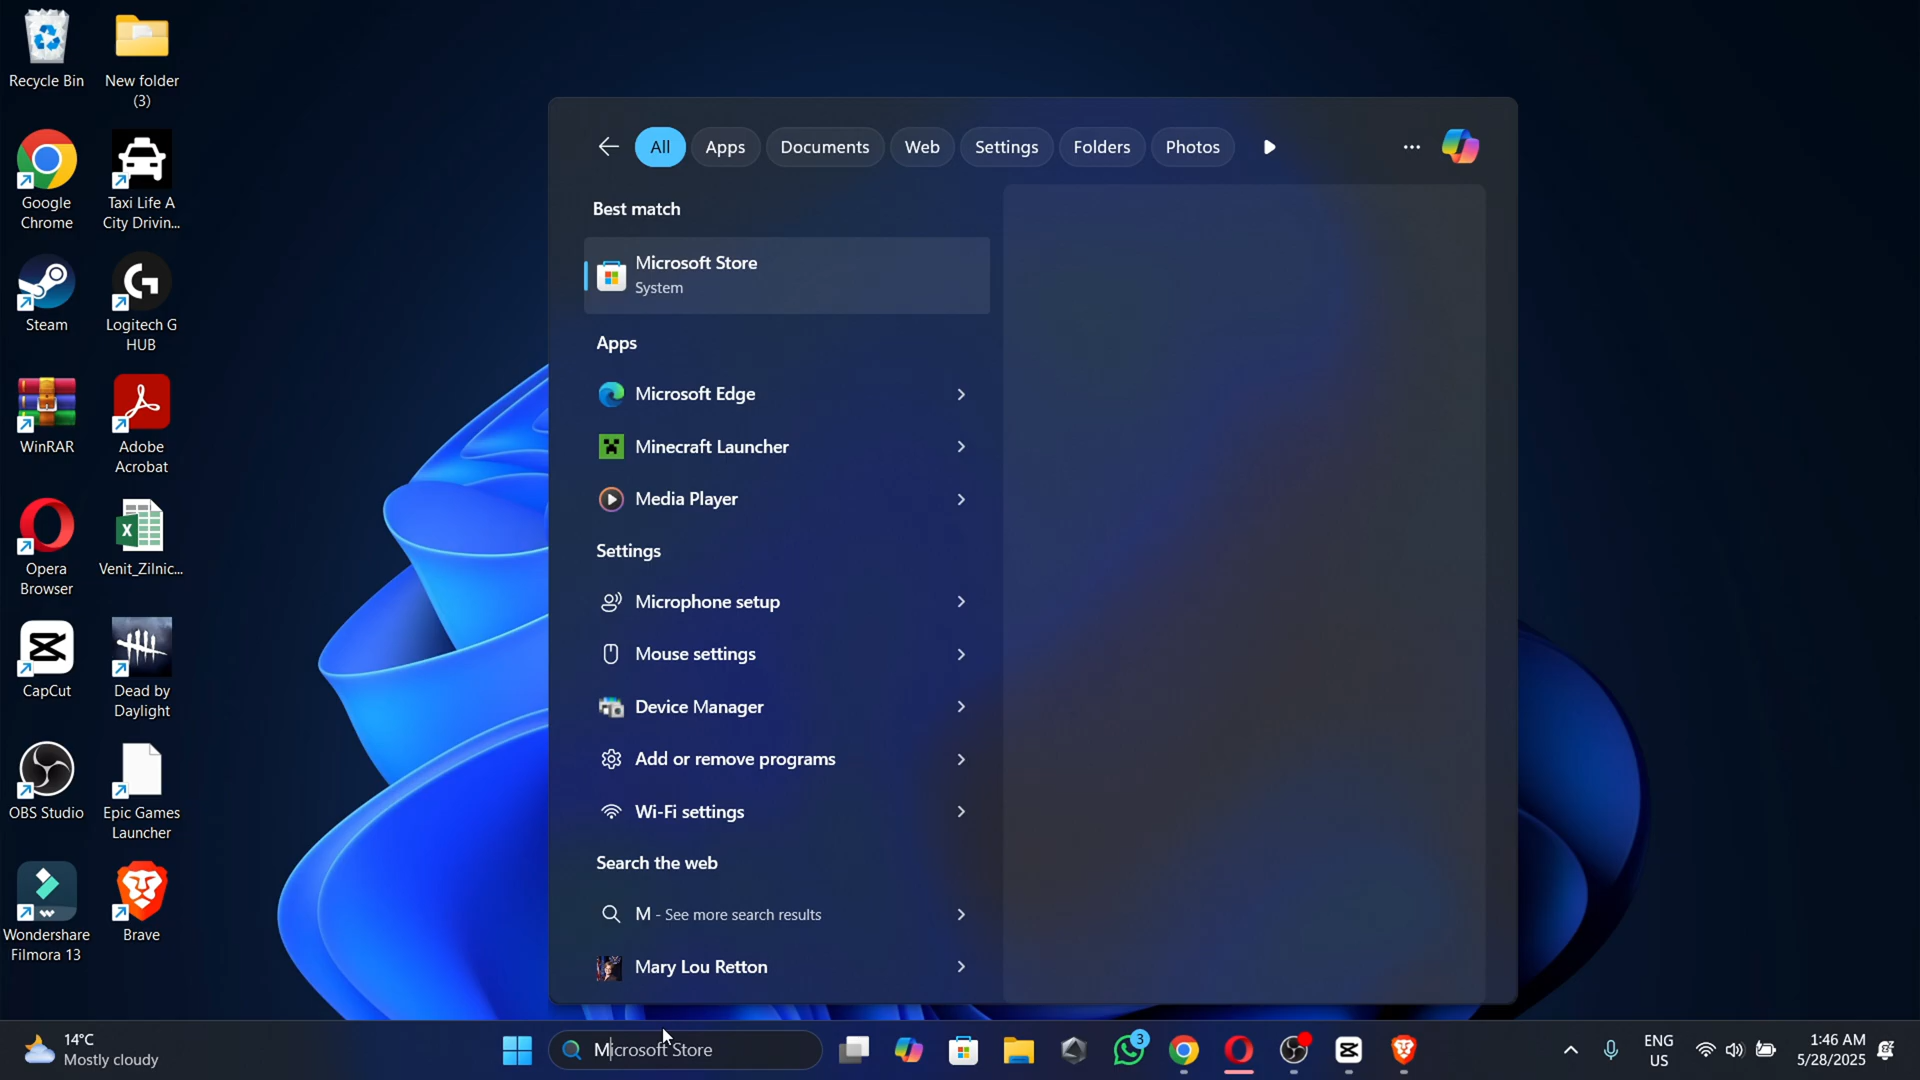 Recycle Bin
New folder
(3)
Google
Chrome
Taxi Life A
City Drivin...
Steam
Logitech G
HUB
WinRAR
Adobe
Acrobat
Opera
Browser
Venit_Zilnic...
CapCut
Dead by
Daylight
OBS Studio
Epic Games
Launcher
Wondershare
Filmora 13
Brave
All
Apps
Documents
Web
Settings
Folders
Photos
Best match
Microsoft Store
System
Apps
Microsoft Edge
Minecraft Launcher
Media Player
Settings
Microphone setup
Mouse settings
Device Manager
Add or remove programs
Wi-Fi settings
Search the web
M - See more search results
Mary Lou Retton
14°C
Mostly cloudy
Microsoft Store
3
ENG
US
1:46 AM
5/28/2025